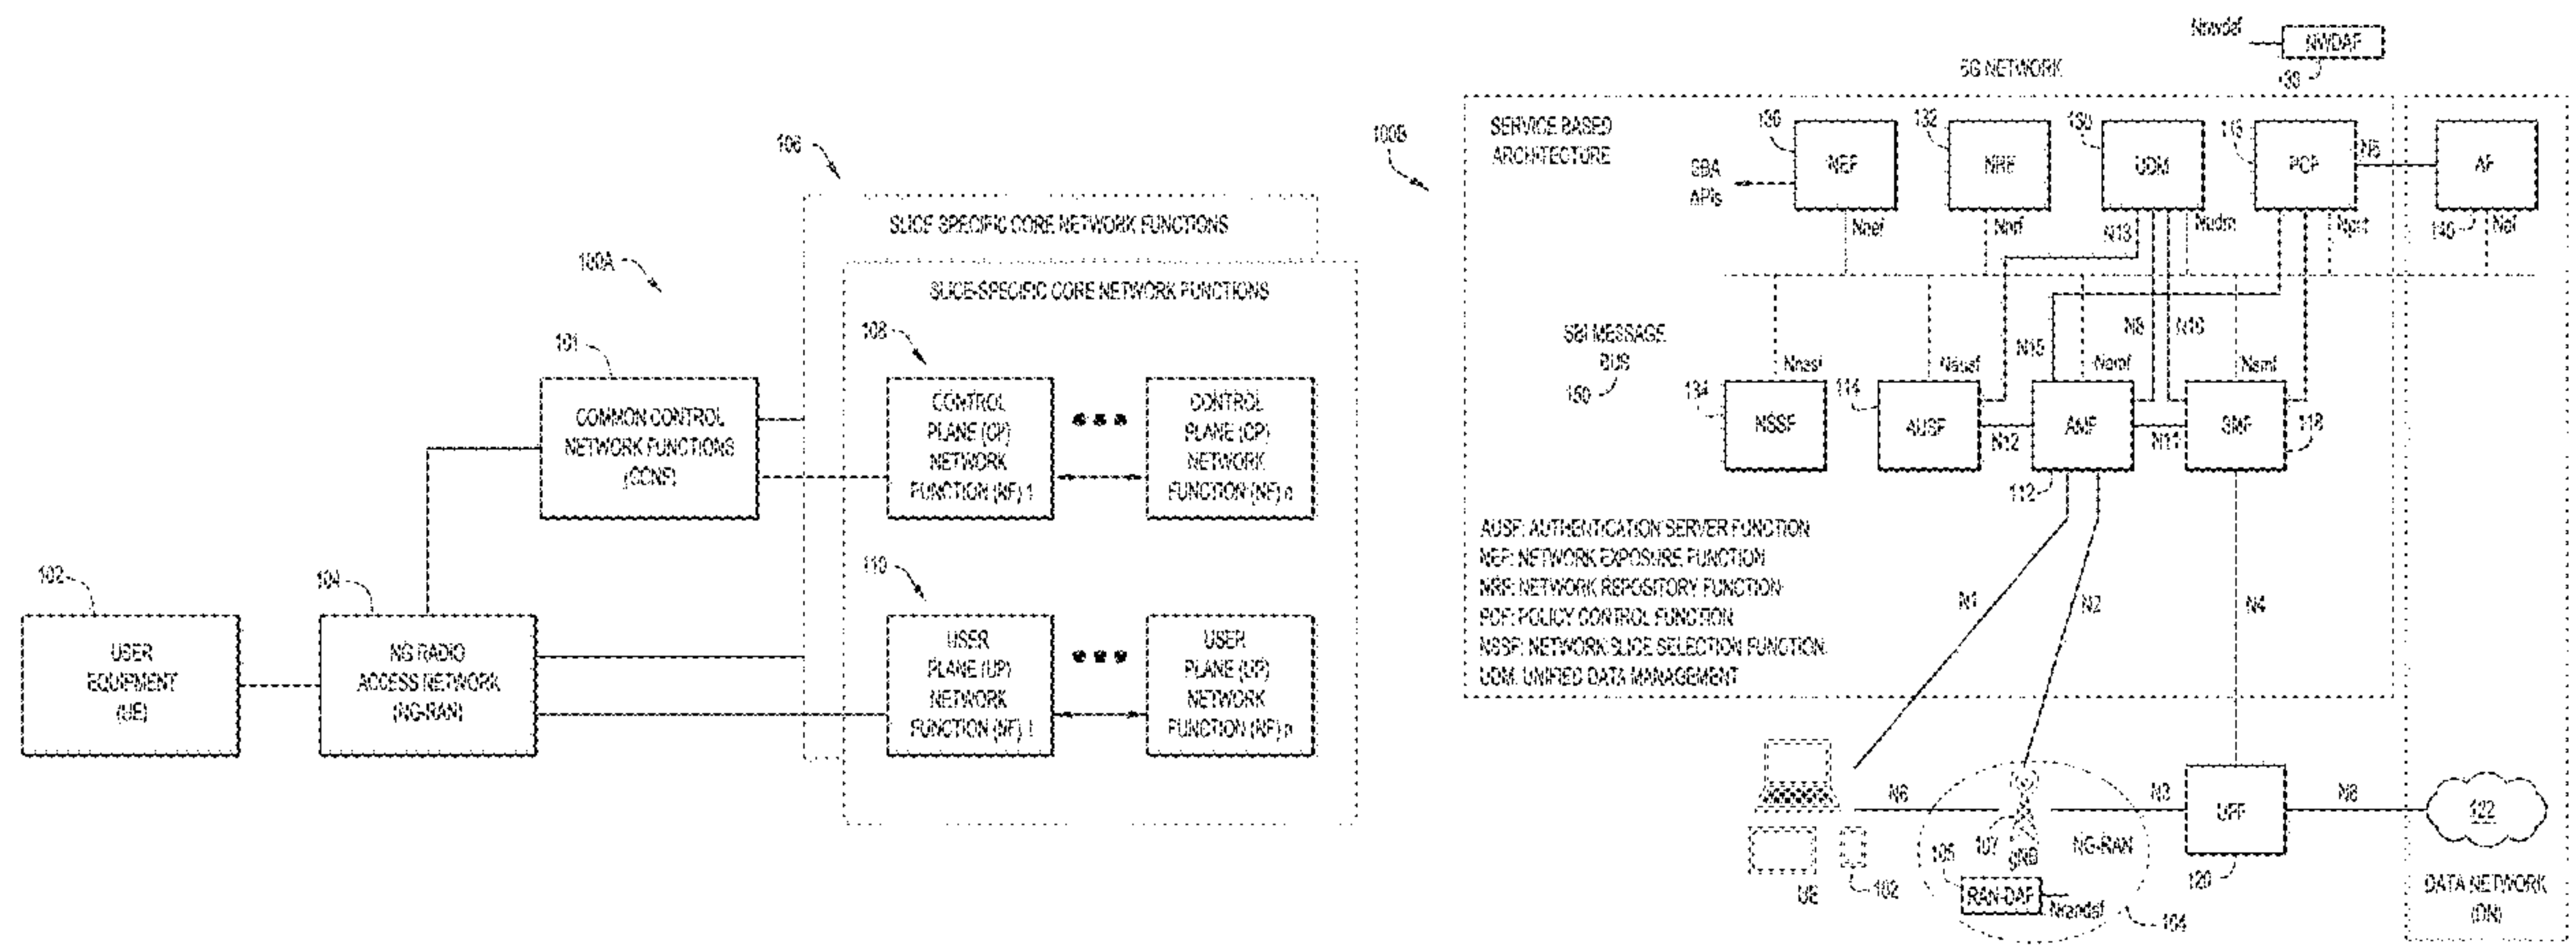 106
SLICE SPECIFIC CORE NETWORK FUNCTIONS
100A
SLICE-SPECIFIC CORE NETWORK FUNCTIONS
108
101
COMMON CONTROL
NETWORK FUNCTIONS
(CCNF)
CONTROL
PLANE (CP)
NETWORK
FUNCTION (NF) 1
CONTROL
PLANE (CP)
NETWORK
FUNCTION (NF) n
102
USER
EQUIPMENT
(UE)
104
NG RADIO
ACCESS NETWORK
(NG-RAN)
110
USER
PLANE (UP)
NETWORK
FUNCTION (NF) 1
USER
PLANE (UP)
NETWORK
FUNCTION (NF) n
100B
Nnwdaf
NWDAF
5G NETWORK
SERVICE BASED
ARCHITECTURE
SBA
APIs
136
NEF
Nnef
132
NRF
Nnrf
UDM
Nudm
N13
PCF
Npcf
N5
AF
140
Naf
SBI MESSAGE
BUS
150
N15
N8
N10
Nnssf
134
NSSF
Nausf
114
AUSF
N12
Namf
AMF
112
N11
Nsmf
SMF
118
AUSF: AUTHENTICATION SERVER FUNCTION
NEF: NETWORK EXPOSURE FUNCTION
NRF: NETWORK REPOSITORY FUNCTION
PCF: POLICY CONTROL FUNCTION
NSSF: NETWORK SLICE SELECTION FUNCTION
UDM: UNIFIED DATA MANAGEMENT
N1
N2
N4
N6
N3
UPF
120
122
UE
102
105
107
gNB
NG-RAN
RAN-DAF
Nrandaf
104
DATA NETWORK
(DN)